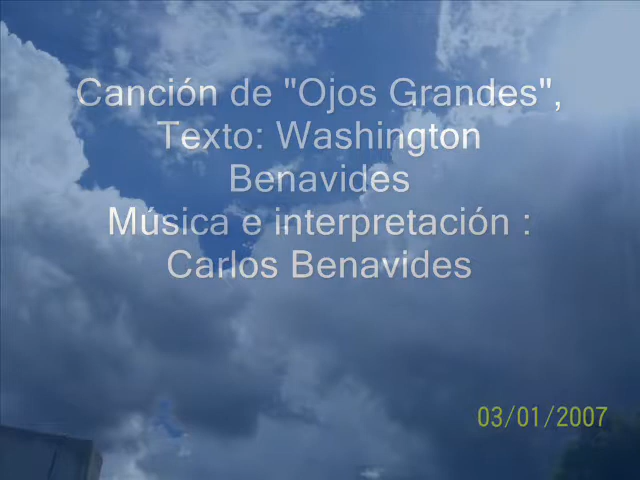 Canción de "Ojos Grandes",
Texto: Washington
Benavides
Música e interpretación :
Carlos Benavides
03/01/2007